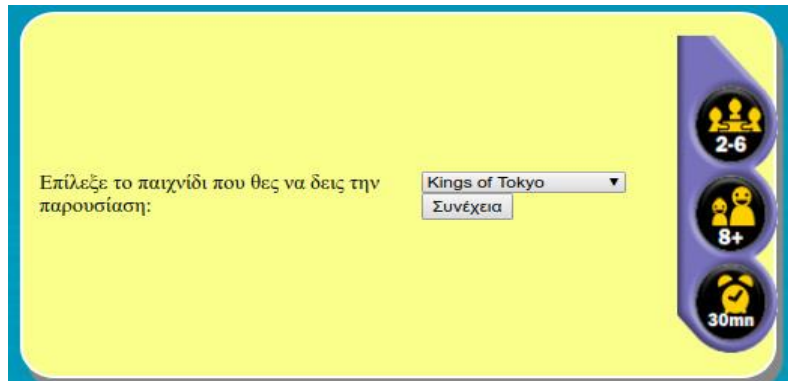 Επίλεξε το παιχνίδι που θες να δεις την
παρουσίαση:
Kings of Tokyo
Συνέχεια
2-6
8+
30mn